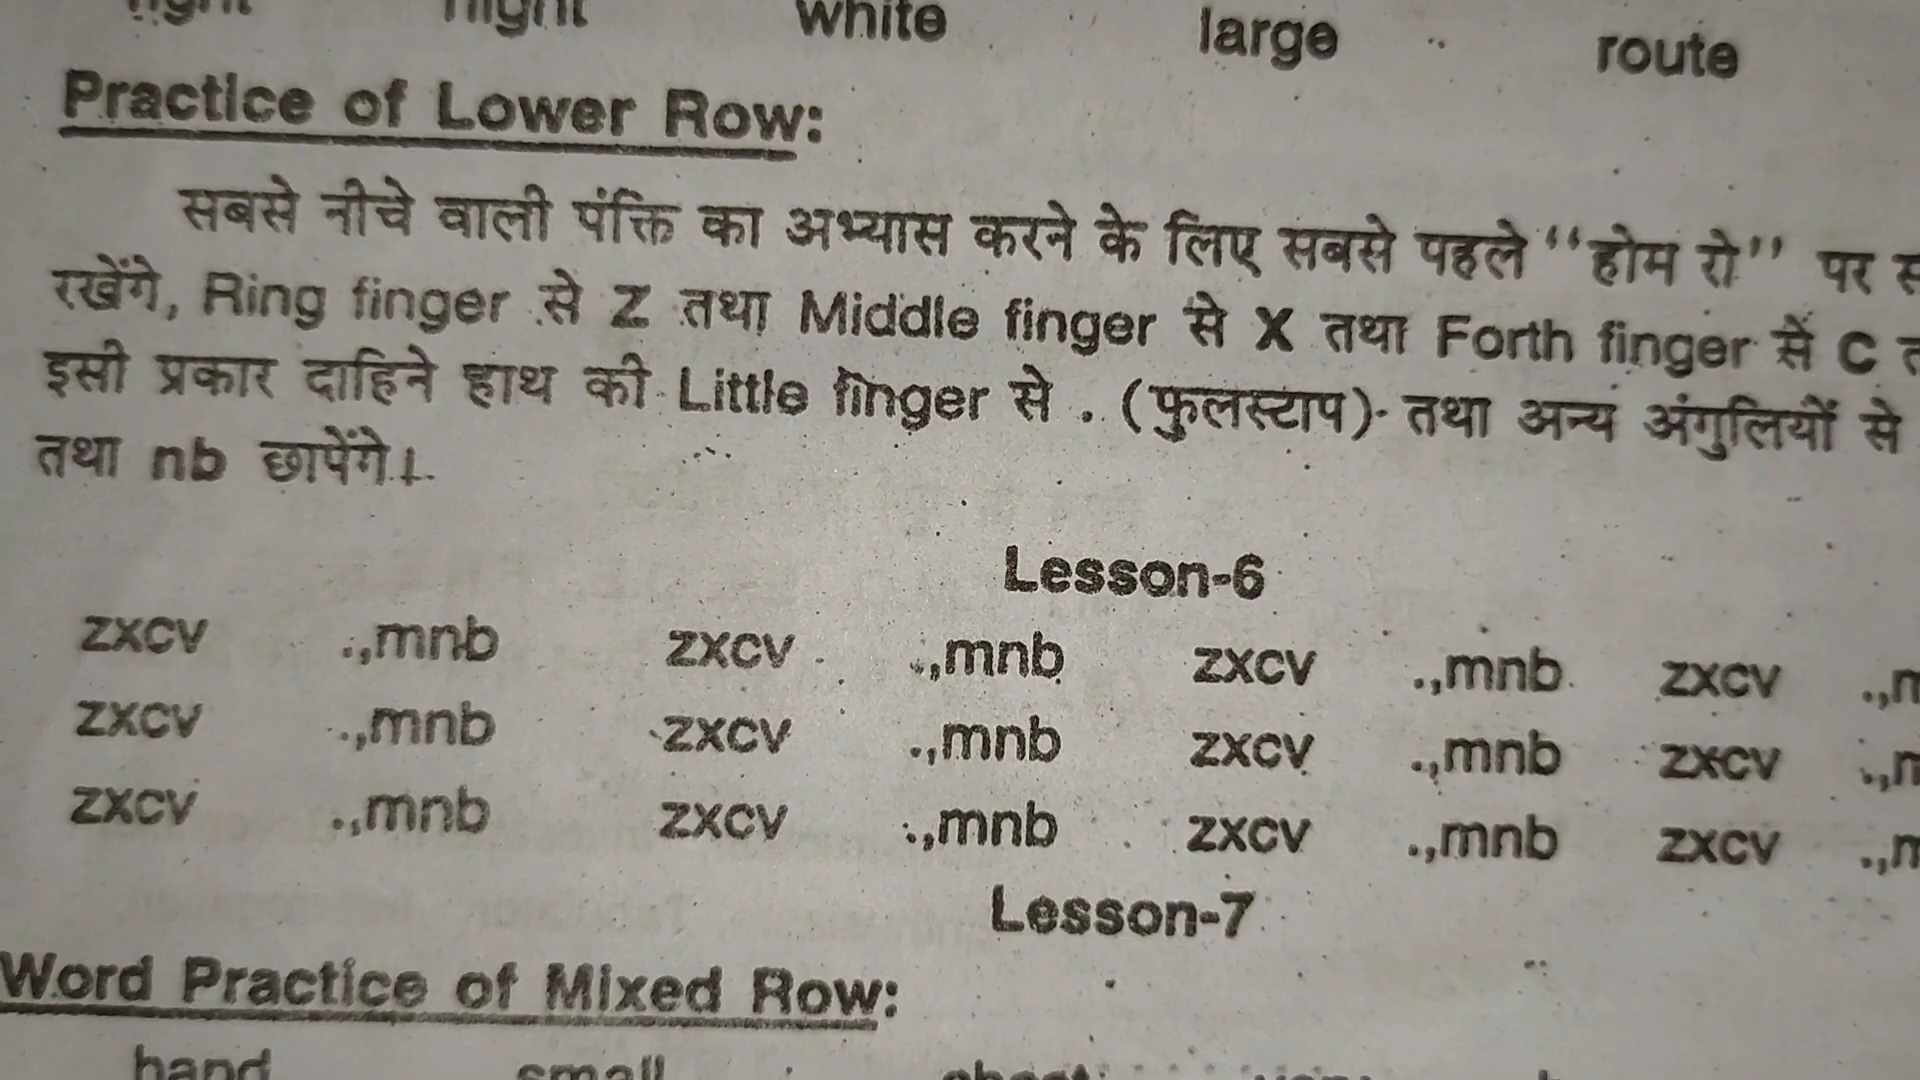 white large route
Practice of Lower Row:
सबसे नीचे वाली पंक्ति का अभ्यास करने के लिए सबसे पहले ‘‘होम रो’’ पर
रखेंगे, Ring finger से Z तथा Middle finger से X तथा Forth finger सें C
इसी प्रकार दाहिने हाथ की Little finger से . (फुलस्टाप) तथा अन्य अंगुलियों से
तथा nb छापेंगे।
Lesson-6
zxcv .,mnb zxcv .,mnb zxcv .,mnb zxcv .,
zxcv .,mnb zxcv .,mnb zxcv .,mnb zxcv .,
zxcv .,mnb zxcv .,mnb zxcv .,mnb zxcv .,
Lesson-7
Word Practice of Mixed Row:
hand small